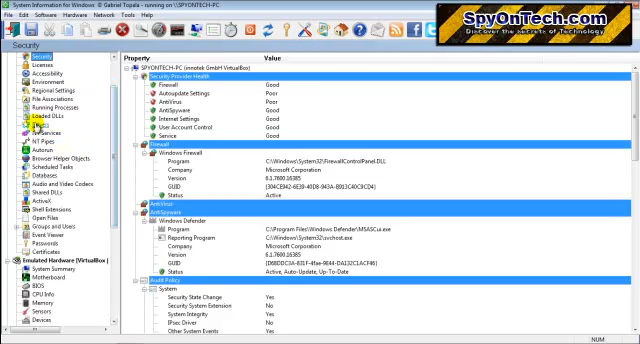 System Information for Windows © Gabriel Topala - running on \\SPYONTECH-PC
File Edit Software Hardware Network Tools Help
SpyOnTech.com
Discover the secrets of Technology
Security
Property Value
Security
Licenses
Accessibility
Environment
Regional Settings
File Associations
Running Processes
Loaded DLLs
Drivers
NT Services
NT Pipes
Autorun
Browser Helper Objects
Scheduled Tasks
Databases
Audio and Video Codecs
Shared DLLs
ActiveX
Shell Extensions
Open Files
Groups and Users
Event Viewer
Passwords
Certificates
Emulated Hardware (VirtualBox)
System Summary
Motherboard
BIOS
CPU Info
Memory
Sensors
Devices
SPYONTECH-PC (innotek GmbH VirtualBox)
Security Provider Health
Firewall Good
Autoupdate Settings Poor
AntiVirus Poor
AntiSpyware Good
Internet Settings Good
User Account Control Good
Service Good
Firewall
Windows Firewall
Program C:\Windows\System32\FirewallControlPanel.DLL
Company Microsoft Corporation
Version 6.1.7600.16385
GUID
Status Active
AntiVirus
AntiSpyware
Windows Defender
Program C:\Program Files\Windows Defender\MSASCui.exe
Reporting Program C:\Windows\System32\svchost.exe
Company Microsoft Corporation
Version 6.1.7600.16385
GUID
Status Active, Auto-Update, Up-To-Date
Audit Policy
System
Security State Change Yes
Security System Extension No
System Integrity Yes
IPsec Driver No
Other System Events Yes
NUM